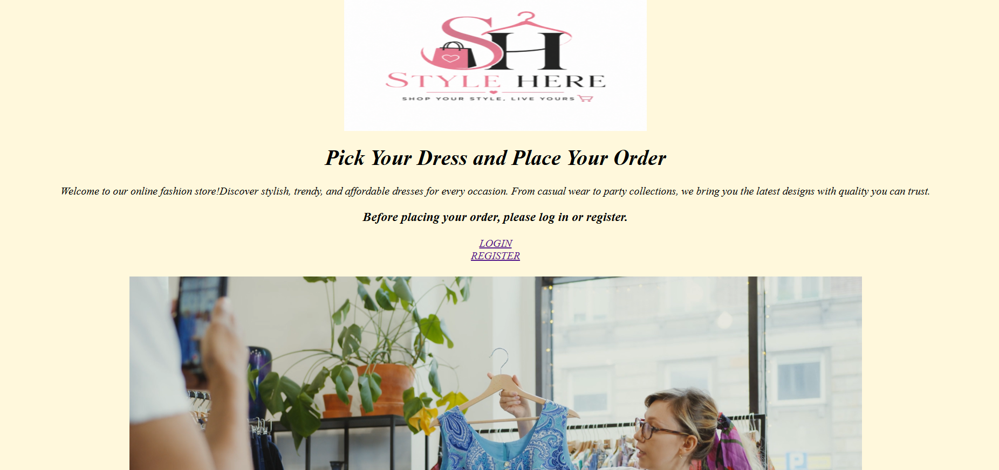 SH
STYLE HERE
SHOP YOUR STYLE, LIVE YOURS
Pick Your Dress and Place Your Order
Welcome to our online fashion store!Discover stylish, trendy, and affordable dresses for every occasion. From casual wear to party collections, we bring you the latest designs with quality you can trust.
Before placing your order, please log in or register.
LOGIN
REGISTER
P